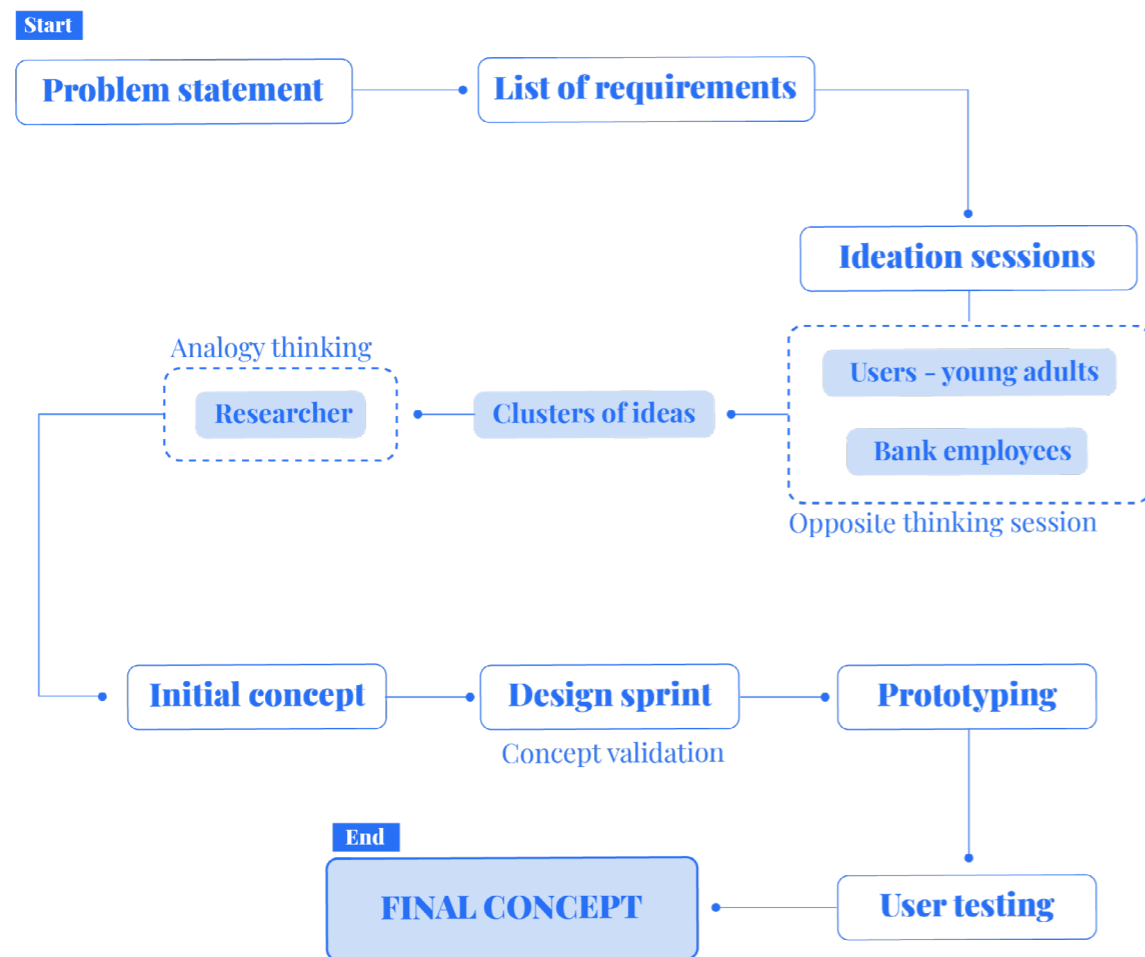 Start
Problem statement
List of requirements
Ideation sessions
Users - young adults
Bank employees
Opposite thinking session
Clusters of ideas
Analogy thinking
Researcher
Initial concept
Design sprint
Concept validation
Prototyping
User testing
End
FINAL CONCEPT